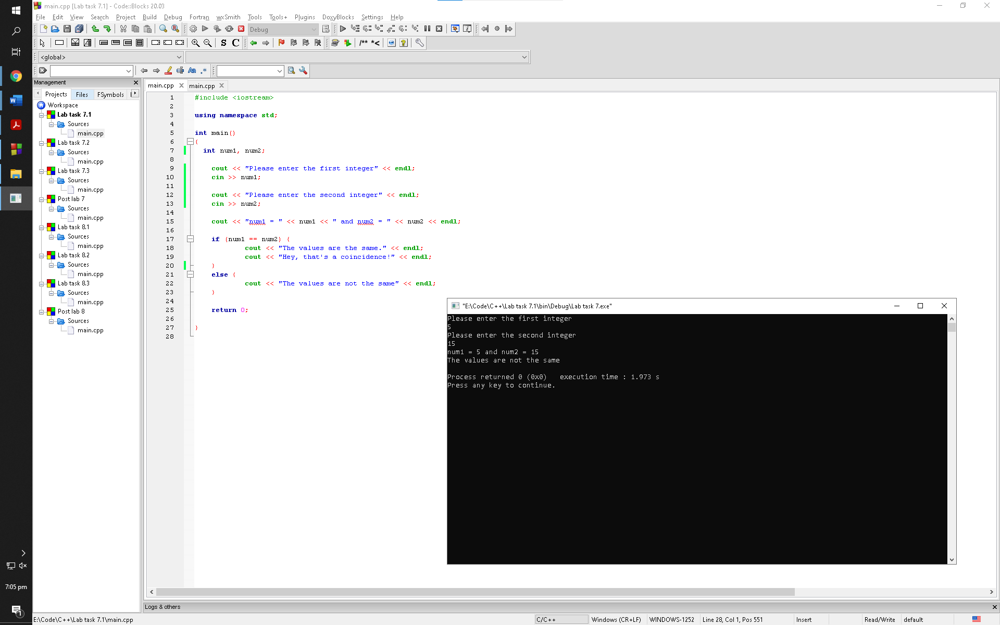 main.cpp [Lab task 7.1] - Code::Blocks 20.03
File Edit View Search Project Build Debug Fortran wxSmith Tools Tools+ Plugins DoxyBlocks Settings Help
Debug
S C /** *<
<global>
Aa .*
Management
Projects Files FSymbols
Workspace
Lab task 7.1
Sources
main.cpp
Lab task 7.2
Sources
main.cpp
Lab task 7.3
Sources
main.cpp
Post lab 7
Sources
main.cpp
Lab task 8.1
Sources
main.cpp
Lab task 8.2
Sources
main.cpp
Lab task 8.3
Sources
main.cpp
Post lab 8
Sources
main.cpp
main.cpp main.cpp
1 #include <iostream>
2
3 using namespace std;
4
5 int main()
6 {
7 int num1, num2;
8
9 cout << "Please enter the first integer" << endl;
10 cin >> num1;
11
12 cout << "Please enter the second integer" << endl;
13 cin >> num2;
14
15 cout << "num1 = " << num1 << " and num2 = " << num2 << endl;
16
17 if (num1 == num2) {
18 cout << "The values are the same." << endl;
19 cout << "Hey, that's a coincidence!" << endl;
20 }
21 else {
22 cout << "The values are not the same" << endl;
23 }
24
25 return 0;
26
27 }
28
"E:\Code\C++\Lab task 7.1\bin\Debug\Lab task 7.exe"
Please enter the first integer
5
Please enter the second integer
15
num1 = 5 and num2 = 15
The values are not the same
Process returned 0 (0x0) execution time : 1.973 s
Press any key to continue.
7:05 pm
1
Logs & others
E:\Code\C++\Lab task 7.1\main.cpp C/C++ Windows (CR+LF) WINDOWS-1252 Line 28, Col 1, Pos 551 Insert Read/Write default